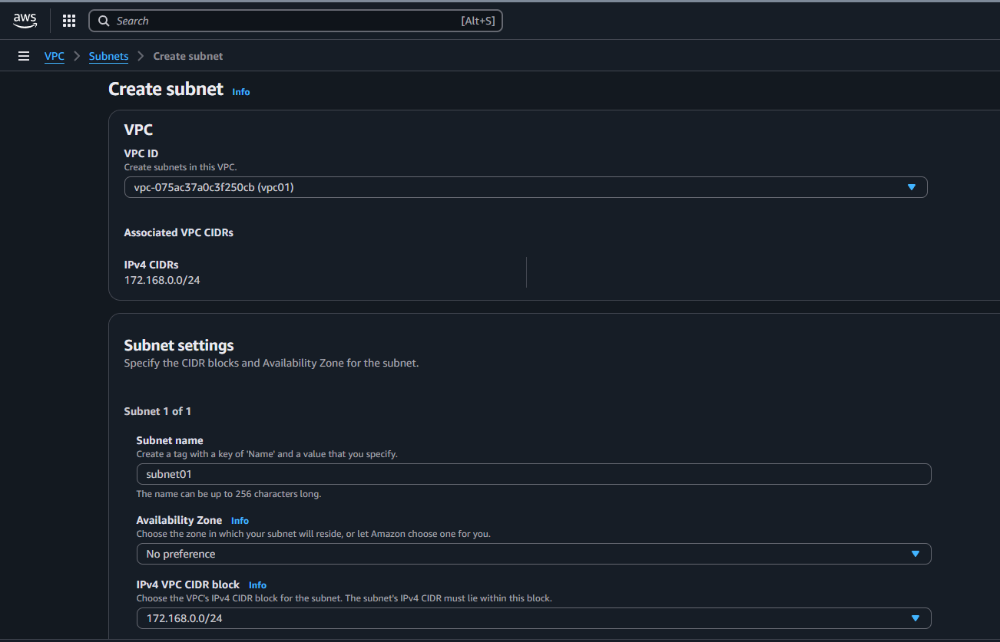 aws
Search [Alt+S]
VPC > Subnets > Create subnet
Create subnet Info
VPC
VPC ID
Create subnets in this VPC.
vpc-075ac37a0c3f250cb (vpc01)
Associated VPC CIDRs
IPv4 CIDRs
172.168.0.0/24
Subnet settings
Specify the CIDR blocks and Availability Zone for the subnet.
Subnet 1 of 1
Subnet name
Create a tag with a key of 'Name' and a value that you specify.
subnet01
The name can be up to 256 characters long.
Availability Zone Info
Choose the zone in which your subnet will reside, or let Amazon choose one for you.
No preference
IPv4 VPC CIDR block Info
Choose the VPC's IPv4 CIDR block for the subnet. The subnet's IPv4 CIDR must lie within this block.
172.168.0.0/24